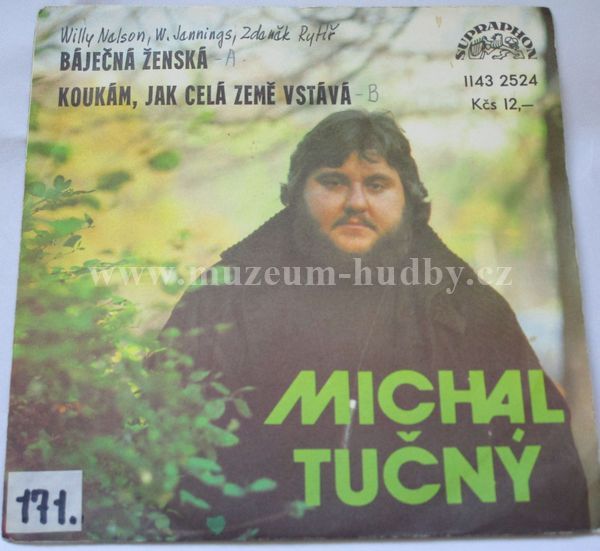 Willy Nalson, W. Jannings, Zdeněk Rytíř
BÁJEČNÁ ŽENSKÁ -A
KOUKÁM, JAK CELÁ ZEMĚ VSTÁVÁ -B
SUPRAPHON
1143 2524
Kčs 12,—
www.muzeum-hudby.cz
MICHAL
TUČNÝ
171.